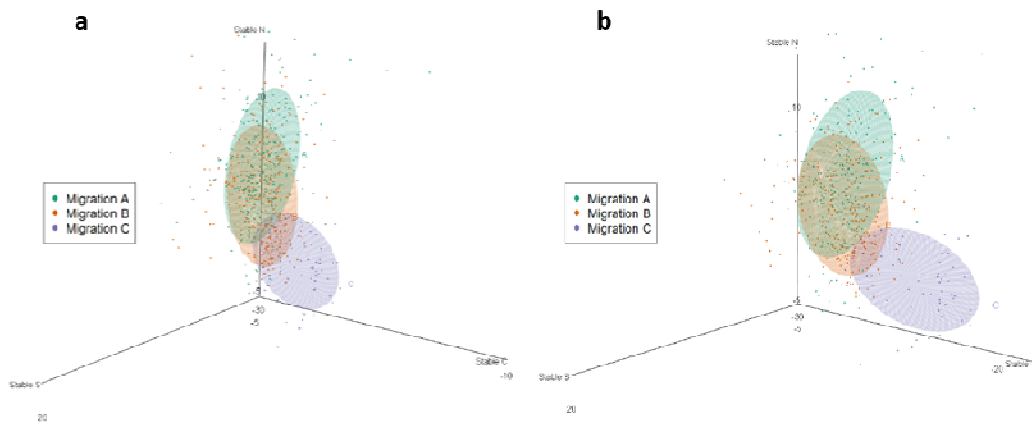 a
Stable N
10
A
Migration A
Migration B
Migration C
C
-5
-30
-5
Stable C
-10
Stable S
20
b
Stable N
10
A
Migration A
Migration B
Migration C
C
-5
-30
Stable
-20
Stable S
20